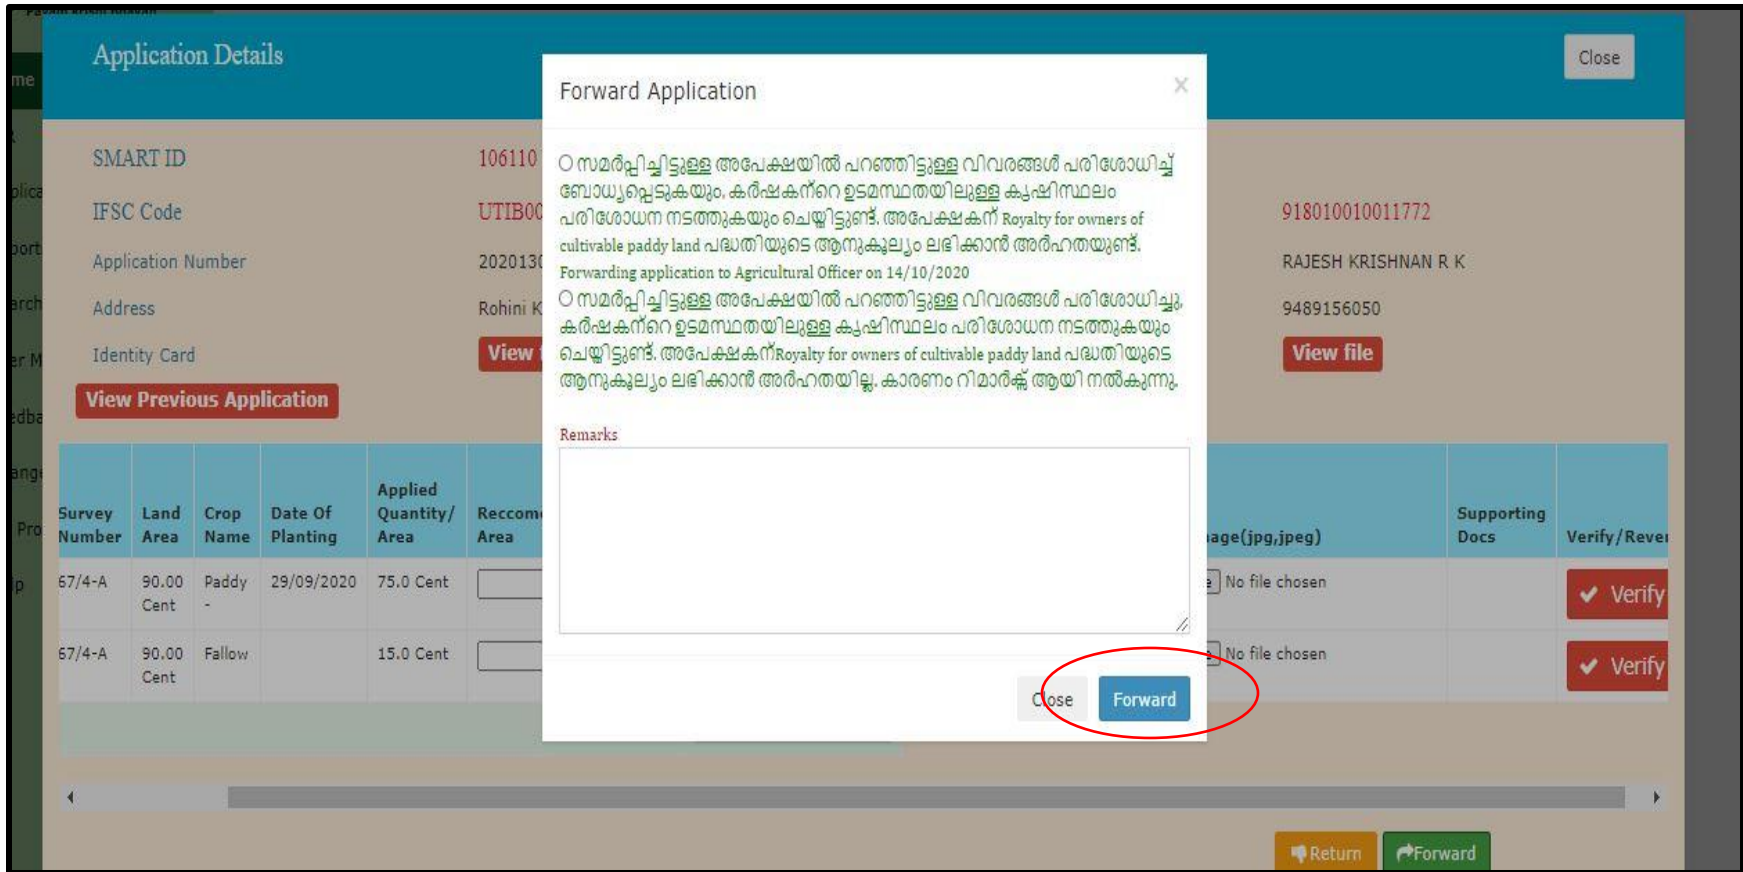 Application Details
Close
Forward Application
×
SMART ID
106110
IFSC Code
UTIB00
918010010011772
Application Number
2020130
RAJESH KRISHNAN R K
Address
Rohini K
9489156050
Identity Card
View
View file
View Previous Application
സമർപ്പിച്ചിട്ടുള്ള അപേക്ഷയിൽ പറഞ്ഞിട്ടുള്ള വിവരങ്ങൾ പരിശോധിച്ച്
ബോധ്യപ്പെടുകയും, കർഷകന്റെ ഉടമസ്ഥതയിലുള്ള കൃഷിസ്ഥലം
പരിശോധന നടത്തുകയും ചെയ്തിട്ടുണ്ട്. അപേക്ഷകന് Royalty for owners of
cultivable paddy land പദ്ധതിയുടെ ആനുകൂല്യം ലഭിക്കാൻ അർഹതയുണ്ട്.
Forwarding application to Agricultural Officer on 14/10/2020
സമർപ്പിച്ചിട്ടുള്ള അപേക്ഷയിൽ പറഞ്ഞിട്ടുള്ള വിവരങ്ങൾ പരിശോധിച്ചു,
കർഷകന്റെ ഉടമസ്ഥതയിലുള്ള കൃഷിസ്ഥലം പരിശോധന നടത്തുകയും
ചെയ്തിട്ടുണ്ട്. അപേക്ഷകന്Royalty for owners of cultivable paddy land പദ്ധതിയുടെ
ആനുകൂല്യം ലഭിക്കാൻ അർഹതയില്ല. കാരണം റിമാർക്സ് ആയി നൽകുന്നു.
Remarks
Survey Number
Land Area
Crop Name
Date Of Planting
Applied Quantity/ Area
Reccom
Area
age(jpg,jpeg)
Supporting Docs
Verify/Rever
67/4-A
90.00 Cent
Paddy -
29/09/2020
75.0 Cent
No file chosen
Verify
67/4-A
90.00 Cent
Fallow
15.0 Cent
No file chosen
Verify
Close
Forward
Return
Forward